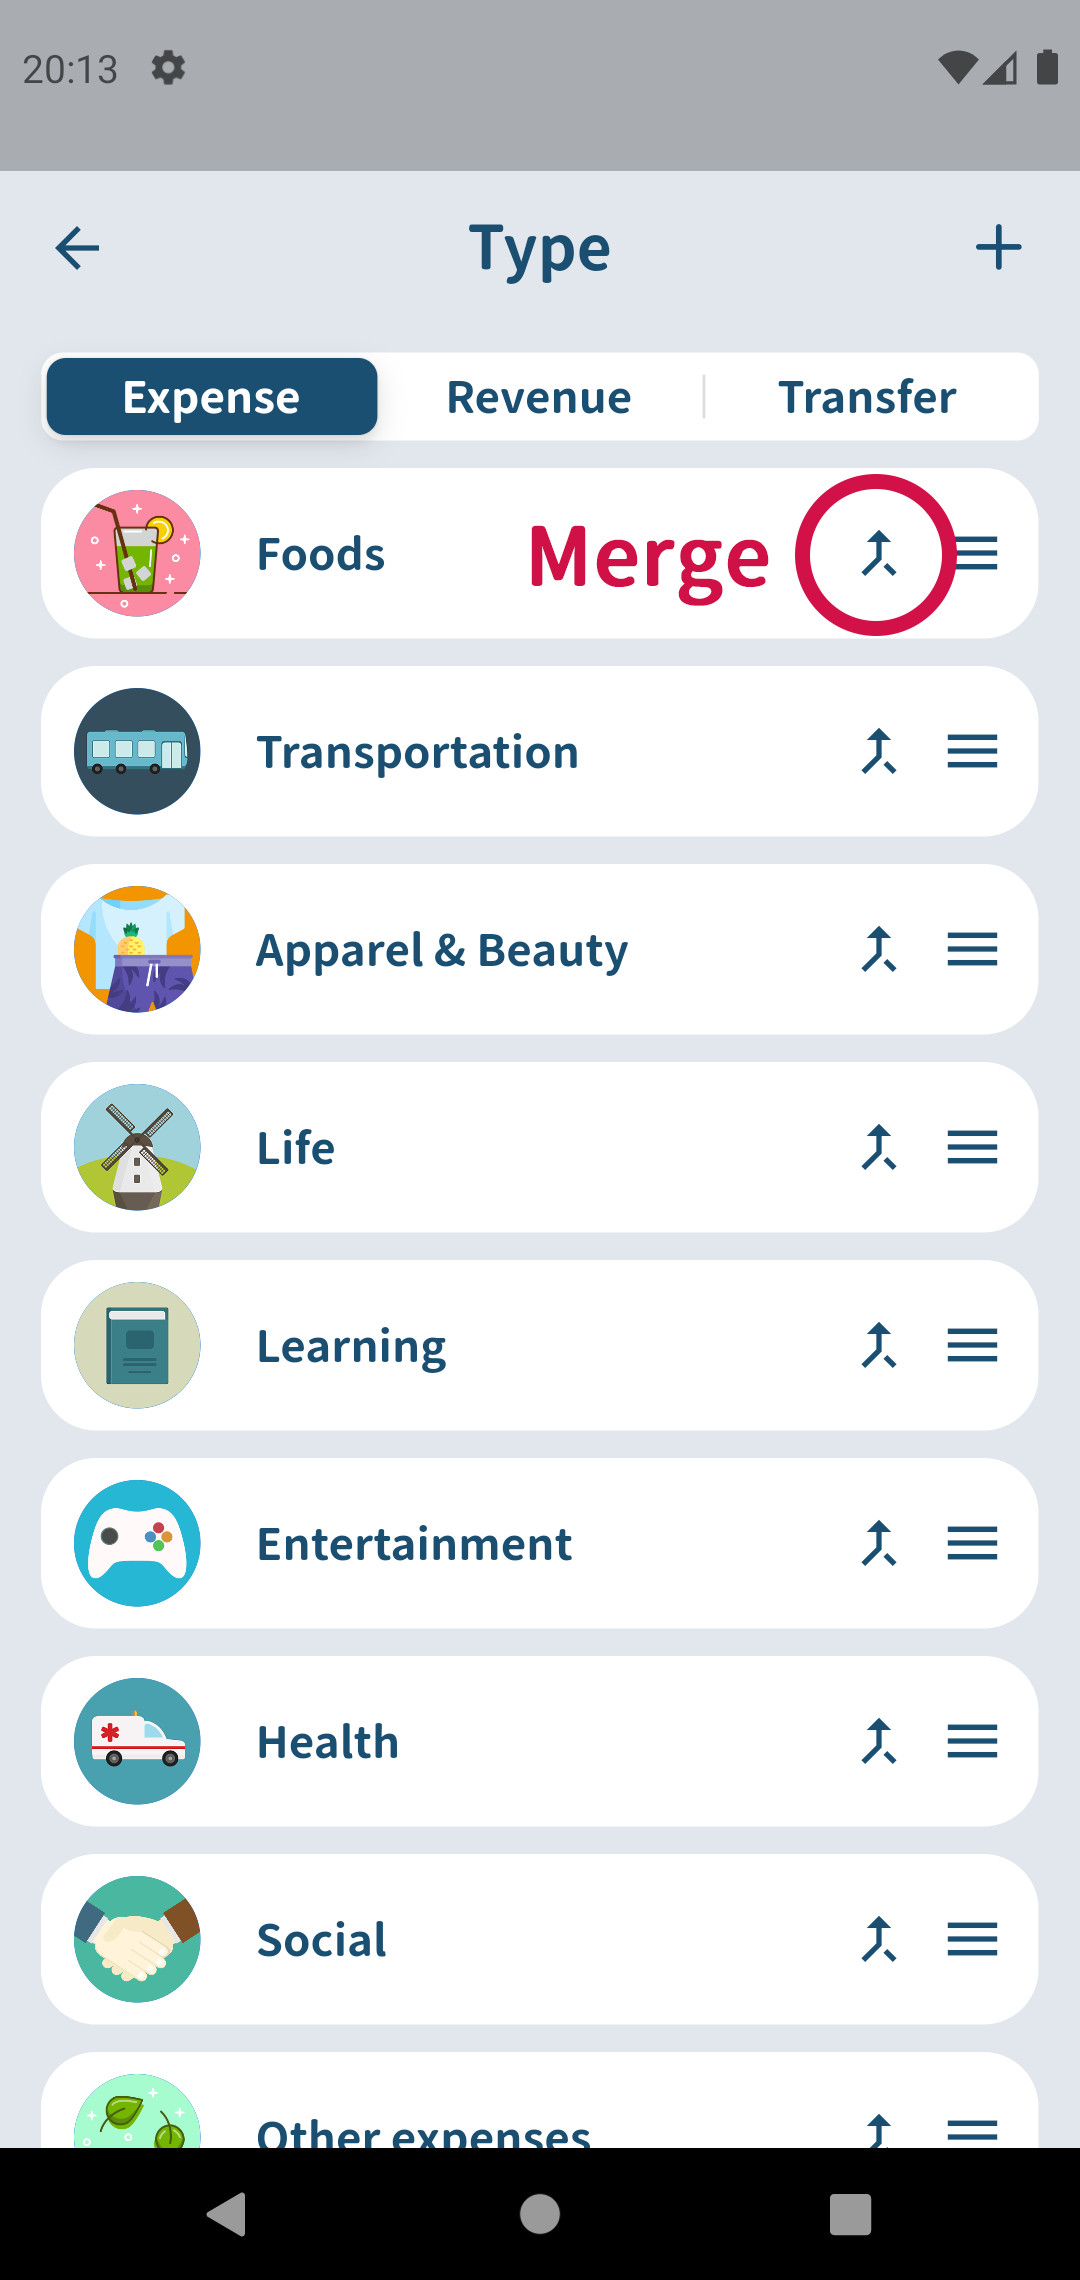 20:13
Type
Expense Revenue Transfer
Foods Merge
Transportation
Apparel & Beauty
Life
Learning
Entertainment
Health
Social
Other expenses